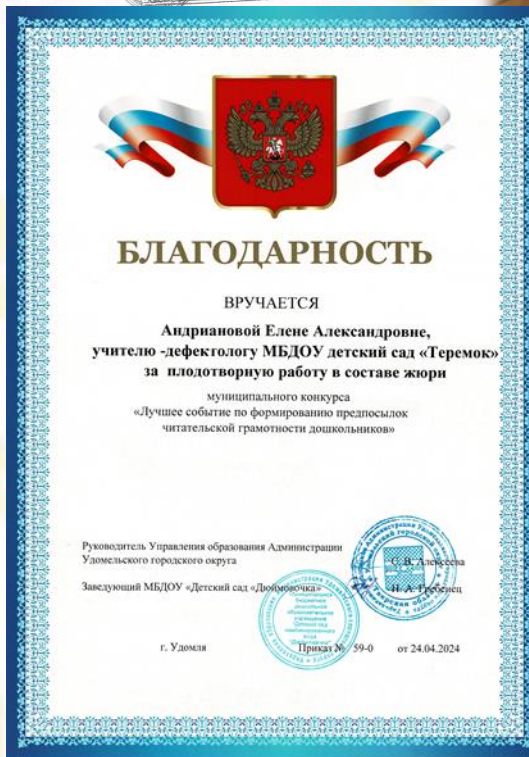 БЛАГОДАРНОСТЬ
ВРУЧАЕТСЯ
Андриановой Елене Александровне,
учителю -дефектологу МБДОУ детский сад «Теремок»
за плодотворную работу в составе жюри
муниципального конкурса
«Лучшее событие по формированию предпосылок
читательской грамотности дошкольников»
Руководитель Управления образования Администрации
Удомельского городского округа С. В. Алексеева
Заведующий МБДОУ «Детский сад «Дюймовочка» Н. А. Гребенец
г. Удомля Приказ № 59-0 от 24.04.2024